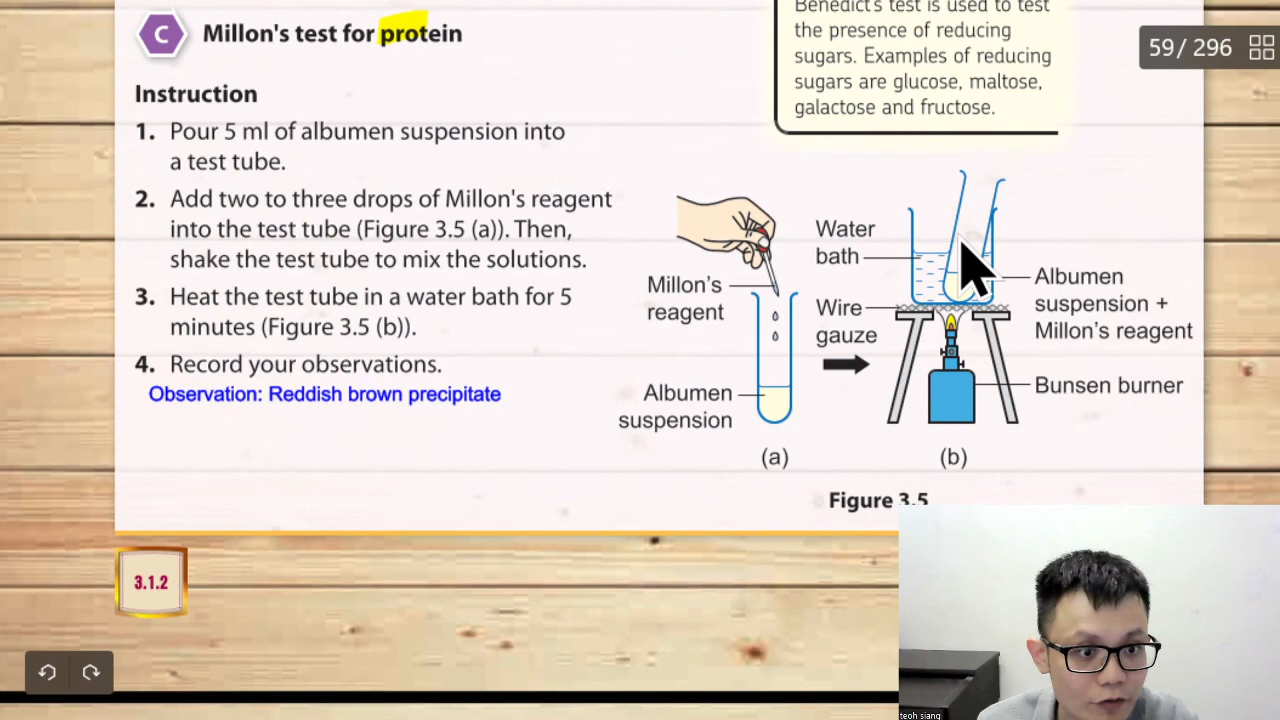 C Millon's test for protein
Instruction
1. Pour 5 ml of albumen suspension into
a test tube.
2. Add two to three drops of Millon's reagent
into the test tube (Figure 3.5 (a)). Then,
shake the test tube to mix the solutions.
3. Heat the test tube in a water bath for 5
minutes (Figure 3.5 (b)).
4. Record your observations.
Observation: Reddish brown precipitate
3.1.2
Benedict's test is used to test
the presence of reducing
sugars. Examples of reducing
sugars are glucose, maltose,
galactose and fructose.
59/ 296
Millon's
reagent
Albumen
suspension
(a)
Water
bath
Wire
gauze
Albumen
suspension +
Millon's reagent
Bunsen burner
(b)
Figure 3.5
teoh siang